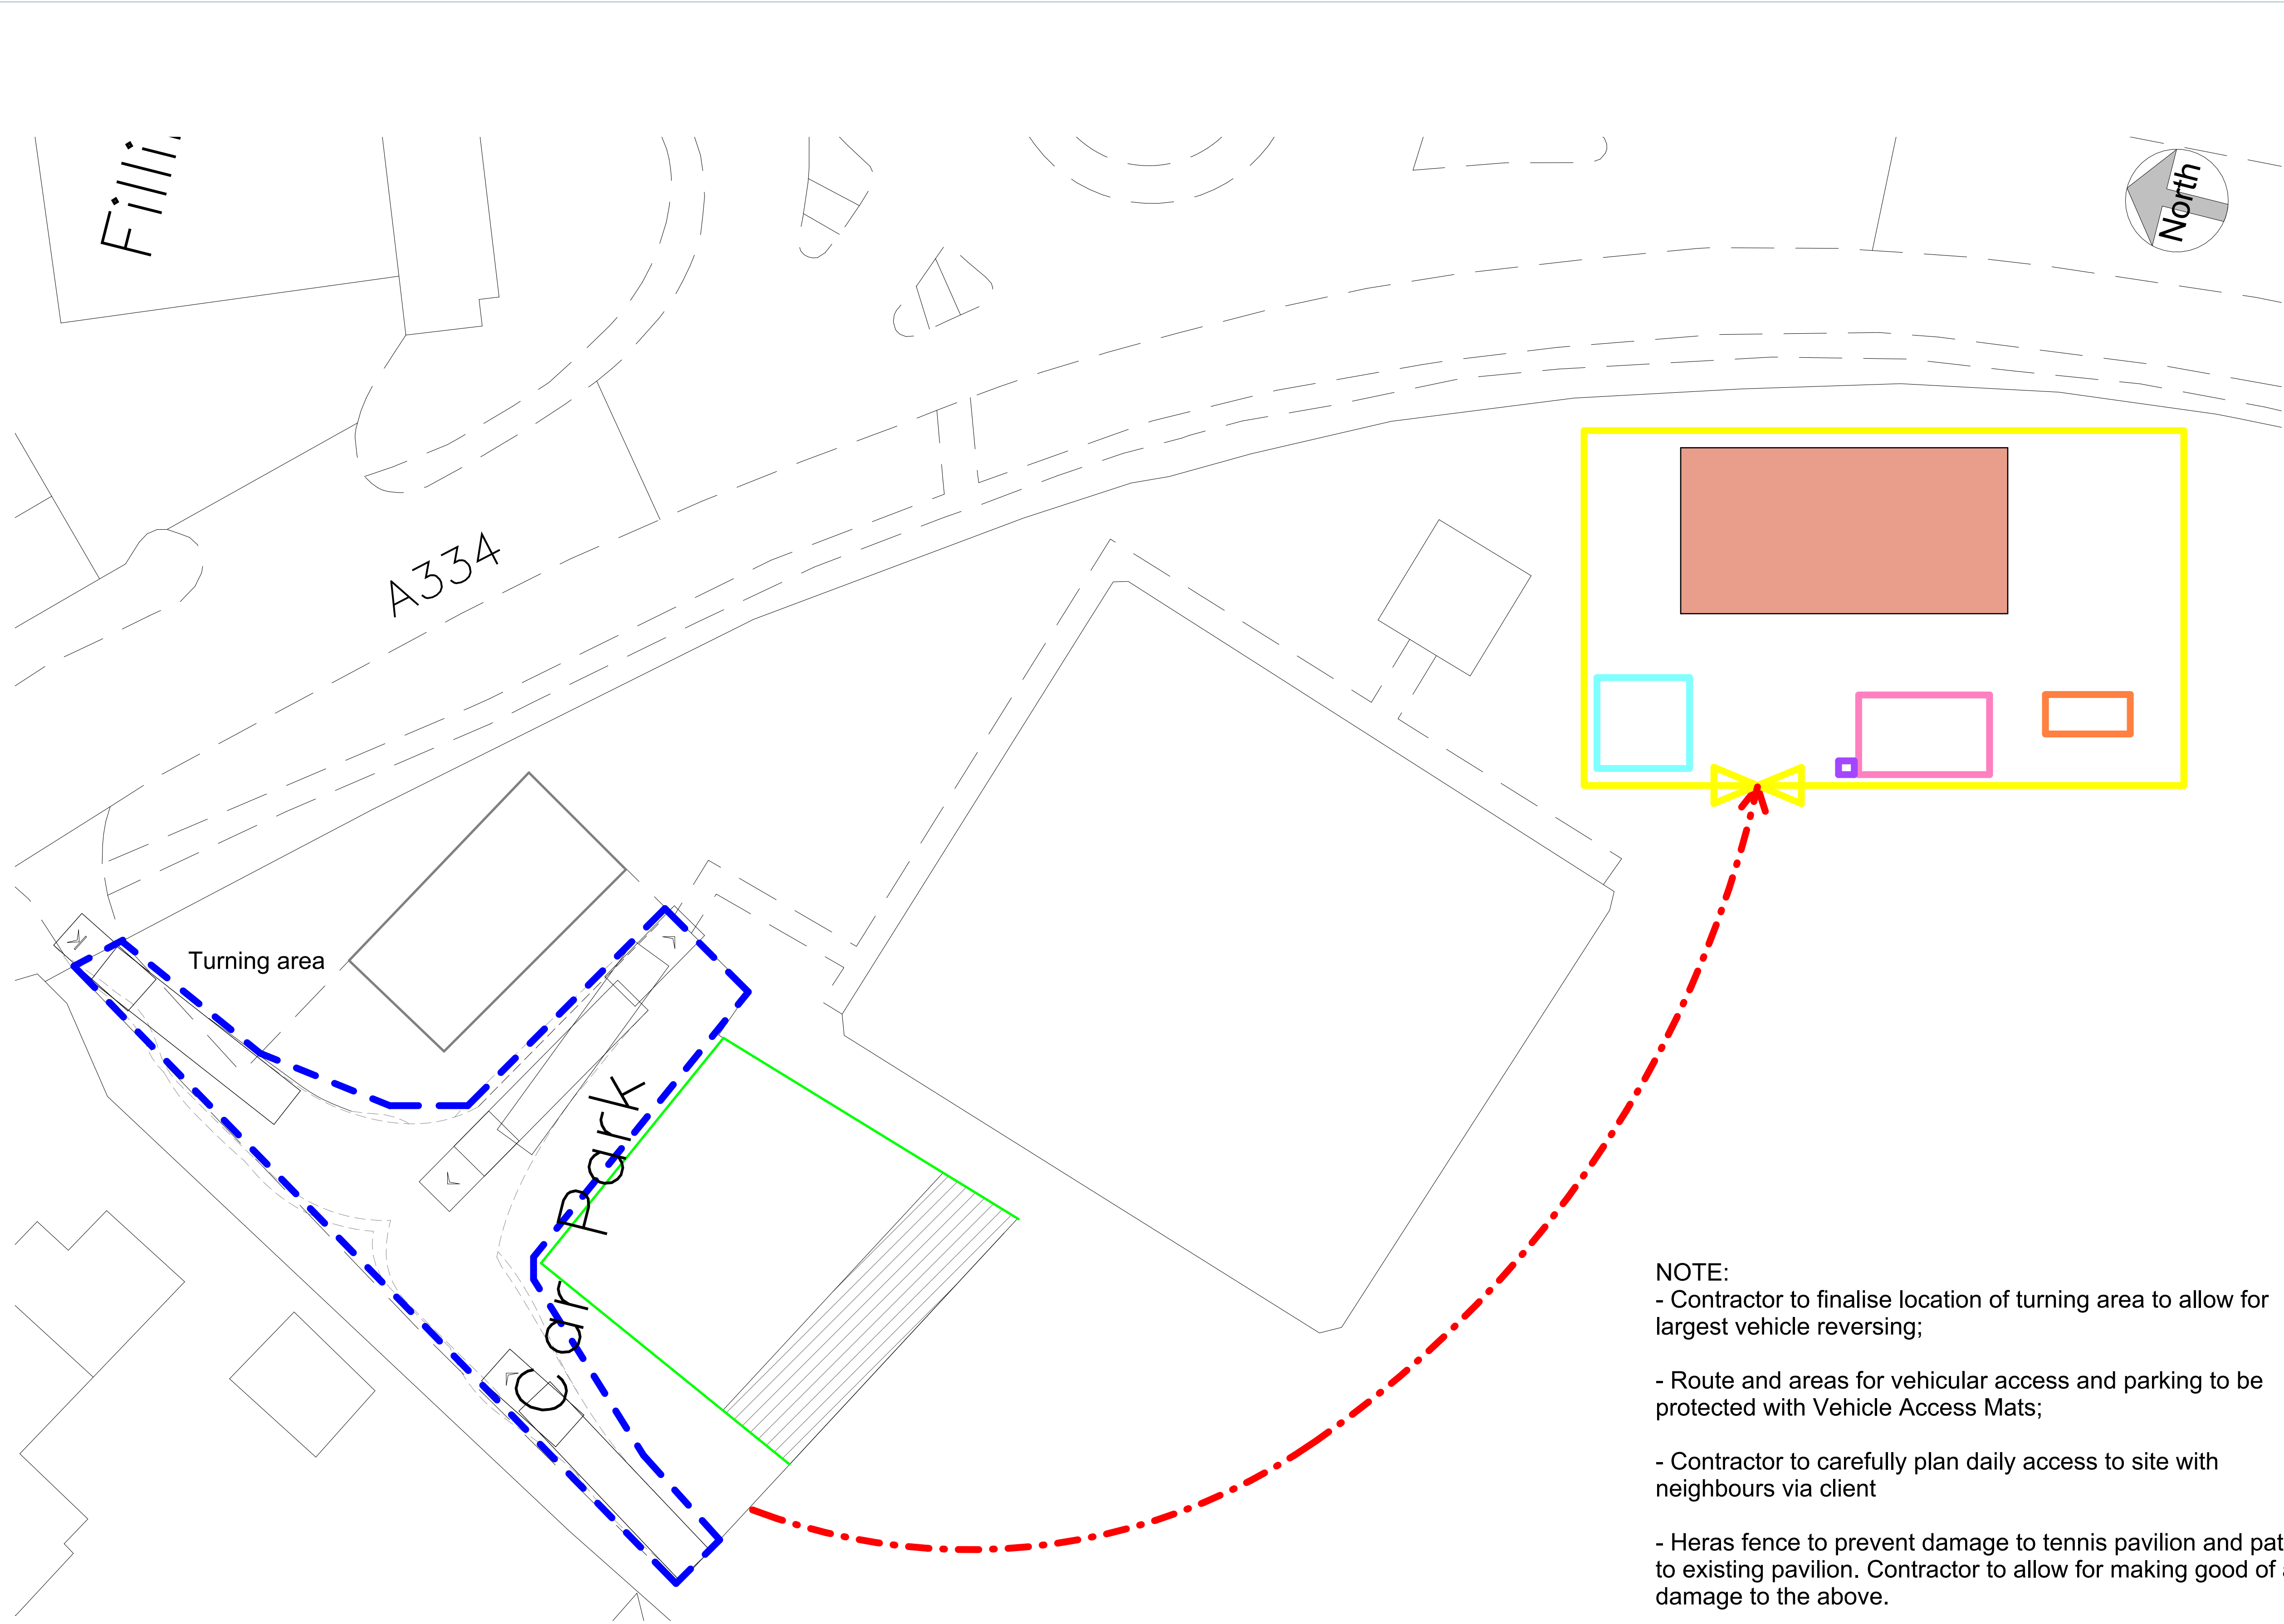 Filli
North
A334
Turning area
Car Park
NOTE:
- Contractor to finalise location of turning area to allow for
largest vehicle reversing;
- Route and areas for vehicular access and parking to be
protected with Vehicle Access Mats;
- Contractor to carefully plan daily access to site with
neighbours via client
- Heras fence to prevent damage to tennis pavilion and pat
to existing pavilion. Contractor to allow for making good of a
damage to the above.